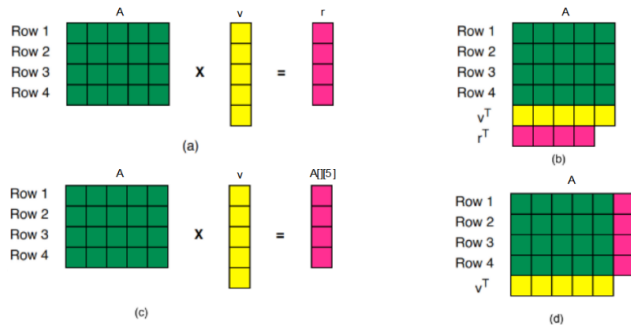 A v r
Row 1
Row 2
Row 3
Row 4
X =
(a)
A
Row 1
Row 2
Row 3
Row 4
vT
rT
(b)
A v A[][5]
Row 1
Row 2
Row 3
Row 4
X =
(c)
A
Row 1
Row 2
Row 3
Row 4
vT
(d)